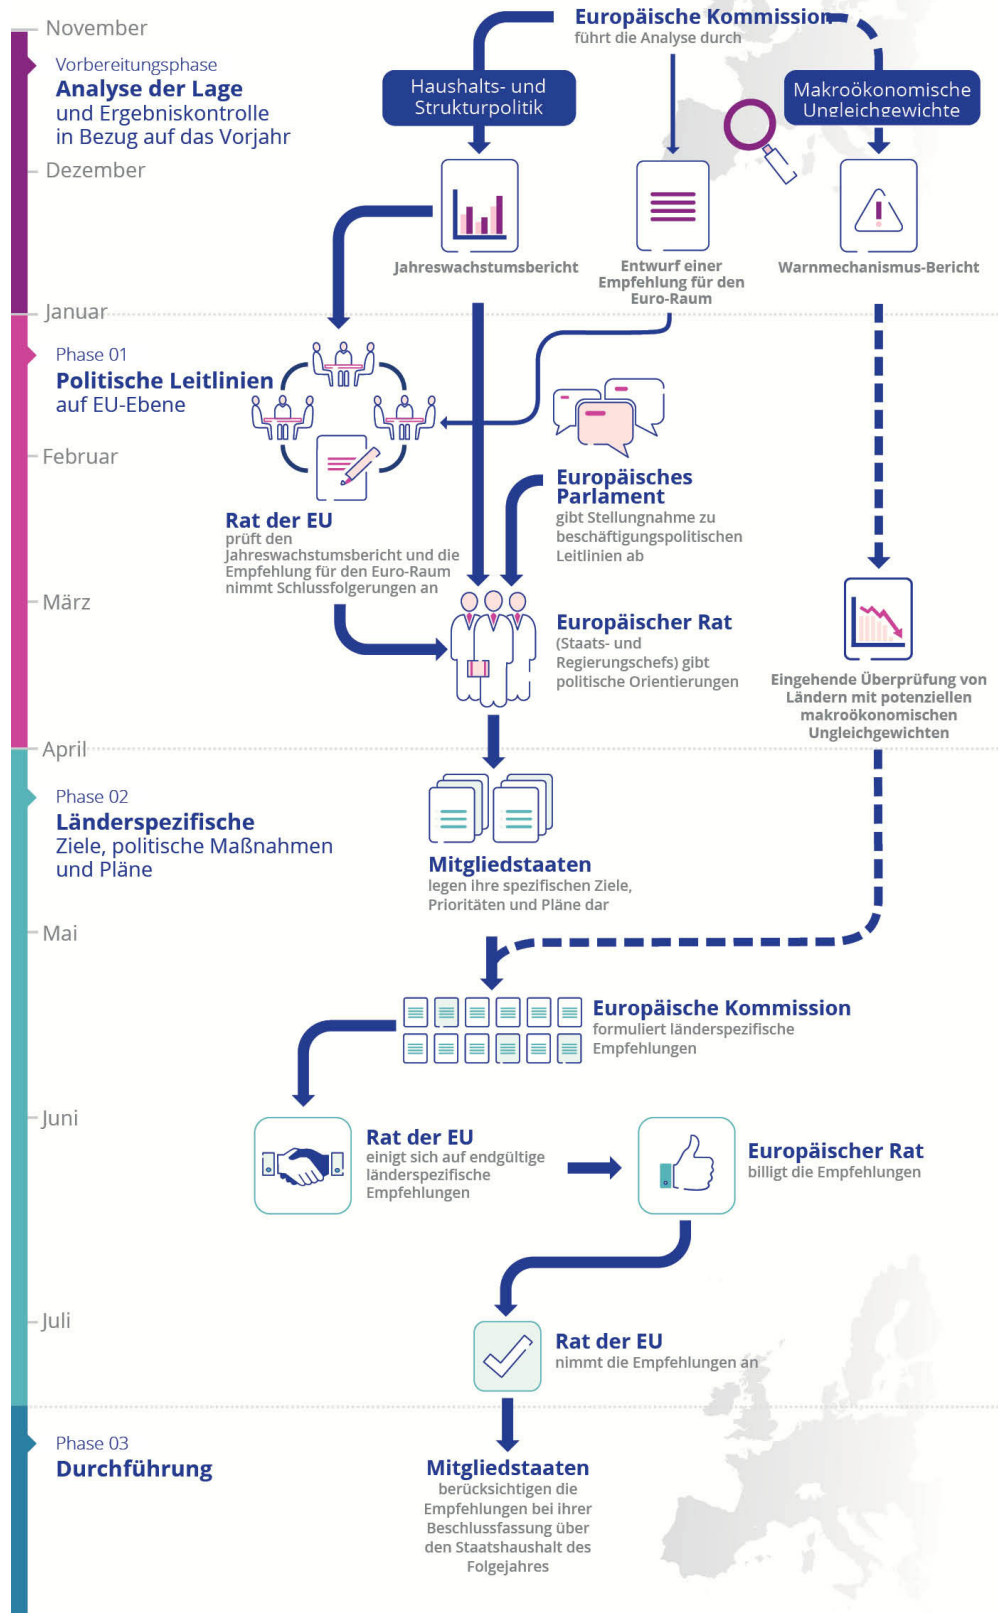 November
Europäische Kommission
führt die Analyse durch
Vorbereitungsphase
Analyse der Lage
und Ergebniskontrolle
in Bezug auf das Vorjahr
Haushalts- und
Strukturpolitik
Makroökonomische
Ungleichgewichte
Dezember
Jahreswachstumsbericht
Entwurf einer
Empfehlung für den
Euro-Raum
Warnmechanismus-Bericht
Januar
Phase 01
Politische Leitlinien
auf EU-Ebene
Februar
Europäisches
Parlament
gibt Stellungnahme zu
beschäftigungspolitischen
Leitlinien ab
Rat der EU
prüft den
Jahreswachstumsbericht und die
Empfehlung für den Euro-Raum
nimmt Schlussfolgerungen an
März
Europäischer Rat
(Staats- und
Regierungschefs) gibt
politische Orientierungen
Eingehende Überprüfung von
Ländern mit potenziellen
makroökonomischen
Ungleichgewichten
April
Phase 02
Länderspezifische
Ziele, politische Maßnahmen
und Pläne
Mitgliedstaaten
legen ihre spezifischen Ziele,
Prioritäten und Pläne dar
Mai
Europäische Kommission
formuliert länderspezifische
Empfehlungen
Juni
Rat der EU
einigt sich auf endgültige
länderspezifische
Empfehlungen
Europäischer Rat
billigt die Empfehlungen
Juli
Rat der EU
nimmt die Empfehlungen an
Phase 03
Durchführung
Mitgliedstaaten
berücksichtigen die
Empfehlungen bei ihrer
Beschlussfassung über
den Staatshaushalt des
Folgejahres